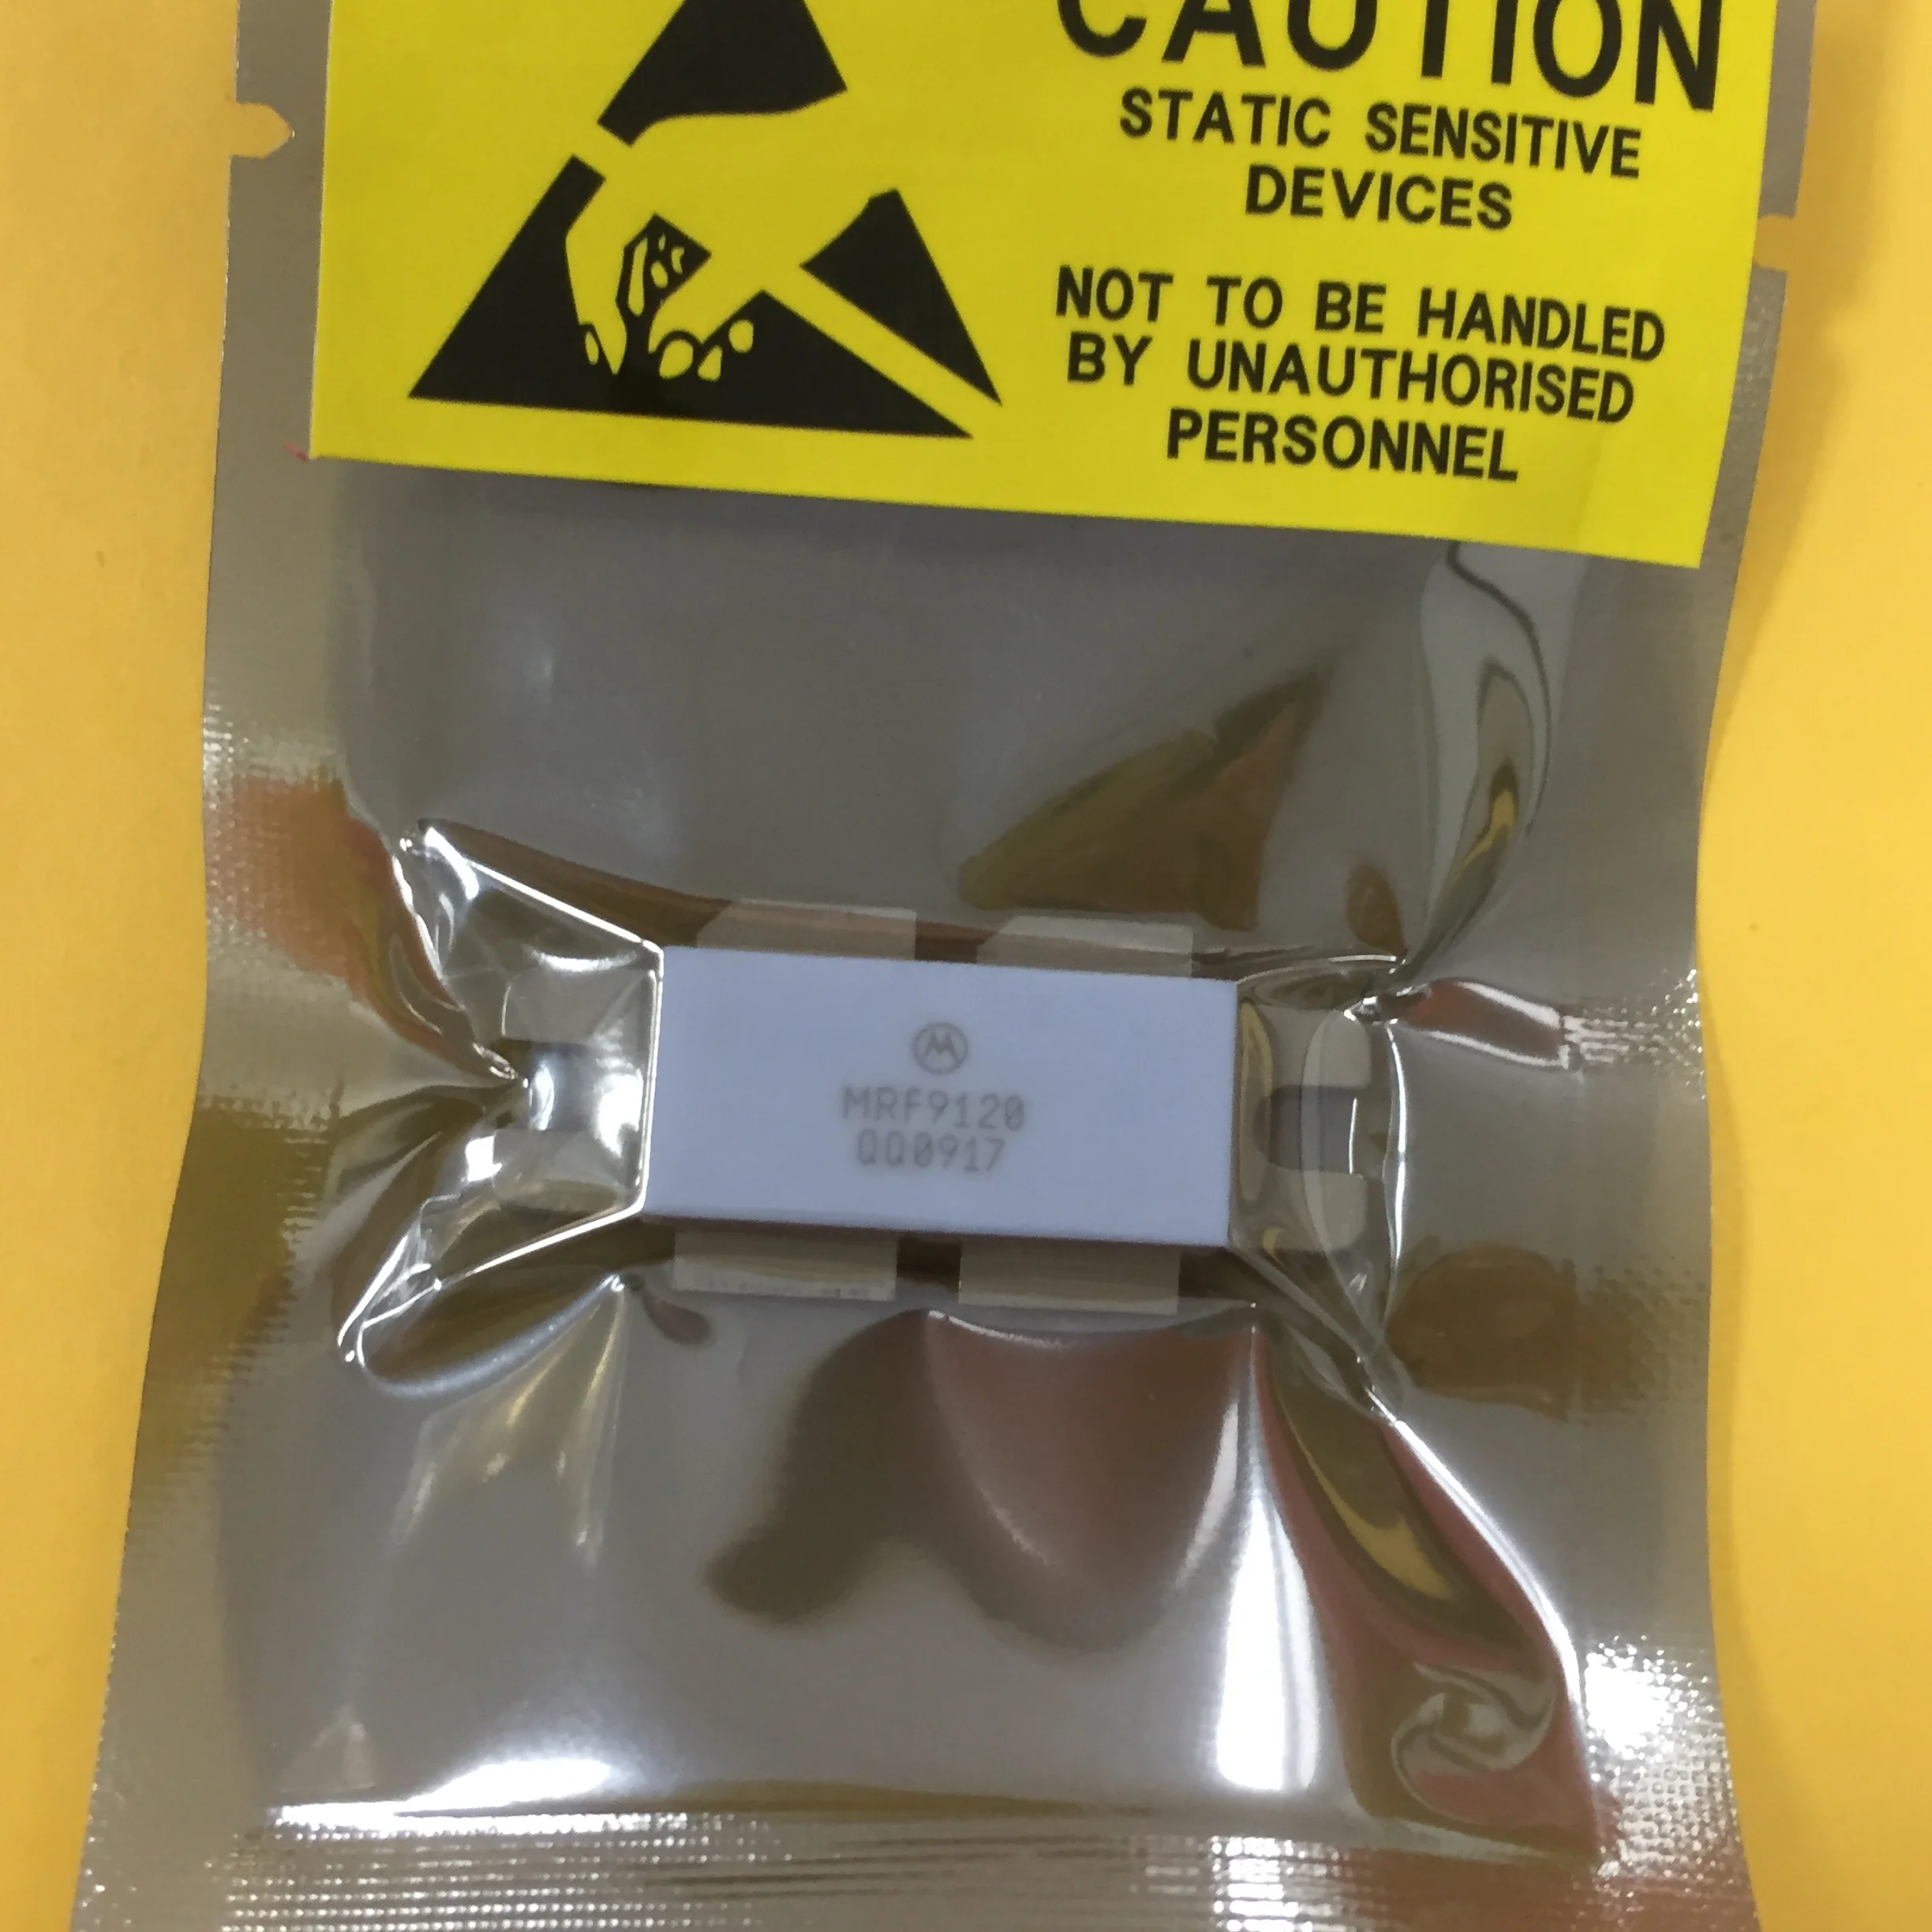 CAUTION
STATIC SENSITIVE
DEVICES
NOT TO BE HANDLED
BY UNAUTHORISED
PERSONNEL
MRF9120
QQ0917